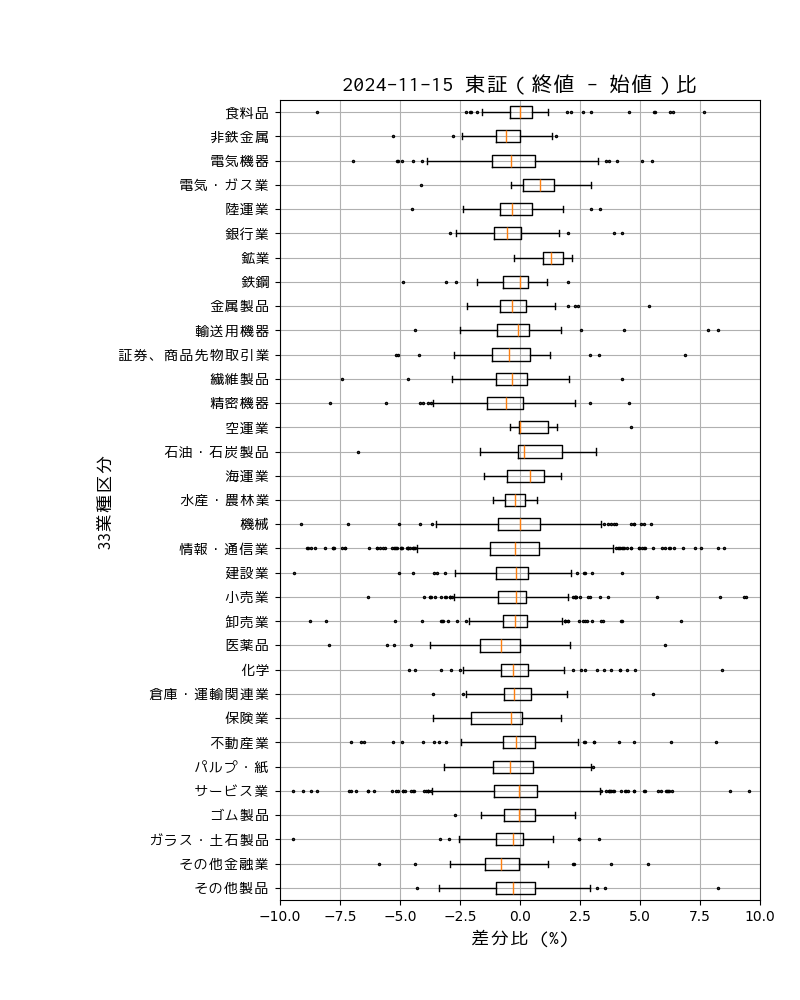 2024-11-15 東証(終値 - 始値)比
食料品
非鉄金属
電気機器
電気・ガス業
陸運業
銀行業
鉱業
鉄鋼
金属製品
輸送用機器
証券、商品先物取引業
繊維製品
精密機器
空運業
石油・石炭製品
海運業
水産・農林業
機械
情報・通信業
建設業
小売業
卸売業
医薬品
化学
倉庫・運輸関連業
保険業
不動産業
パルプ・紙
サービス業
ゴム製品
ガラス・土石製品
その他金融業
その他製品
33業種区分
−10.0 −7.5 −5.0 −2.5 0.0 2.5 5.0 7.5 10.0
差分比 (%)